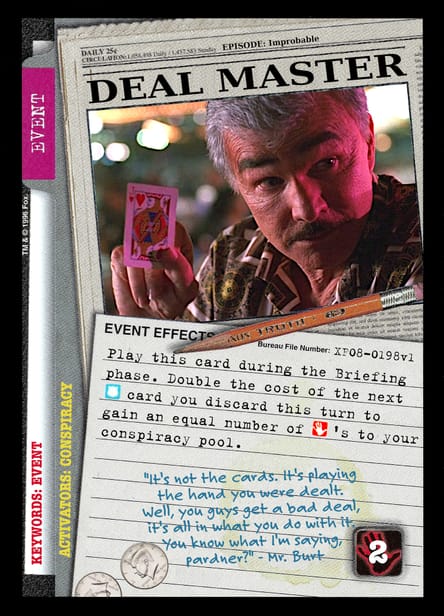 DAILY 25¢
CIRCULATION: 1,058,498 Daily / 1,457,583 Sunday
EPISODE: Improbable
DEAL MASTER
EVENT
TM & © 1996 Fox
KEYWORDS: EVENT
ACTIVATORS: CONSPIRACY
EVENT EFFECTS
Bureau File Number: XF08-0198v1
Play this card during the Briefing
phase. Double the cost of the next
card you discard this turn to
gain an equal number of 's to your
conspiracy pool.
"It's not the cards. It's playing
the hand you were dealt.
Well, you guys get a bad deal,
it's all in what you do with it.
You know what I'm saying,
pardner?" - Mr. Burt
2